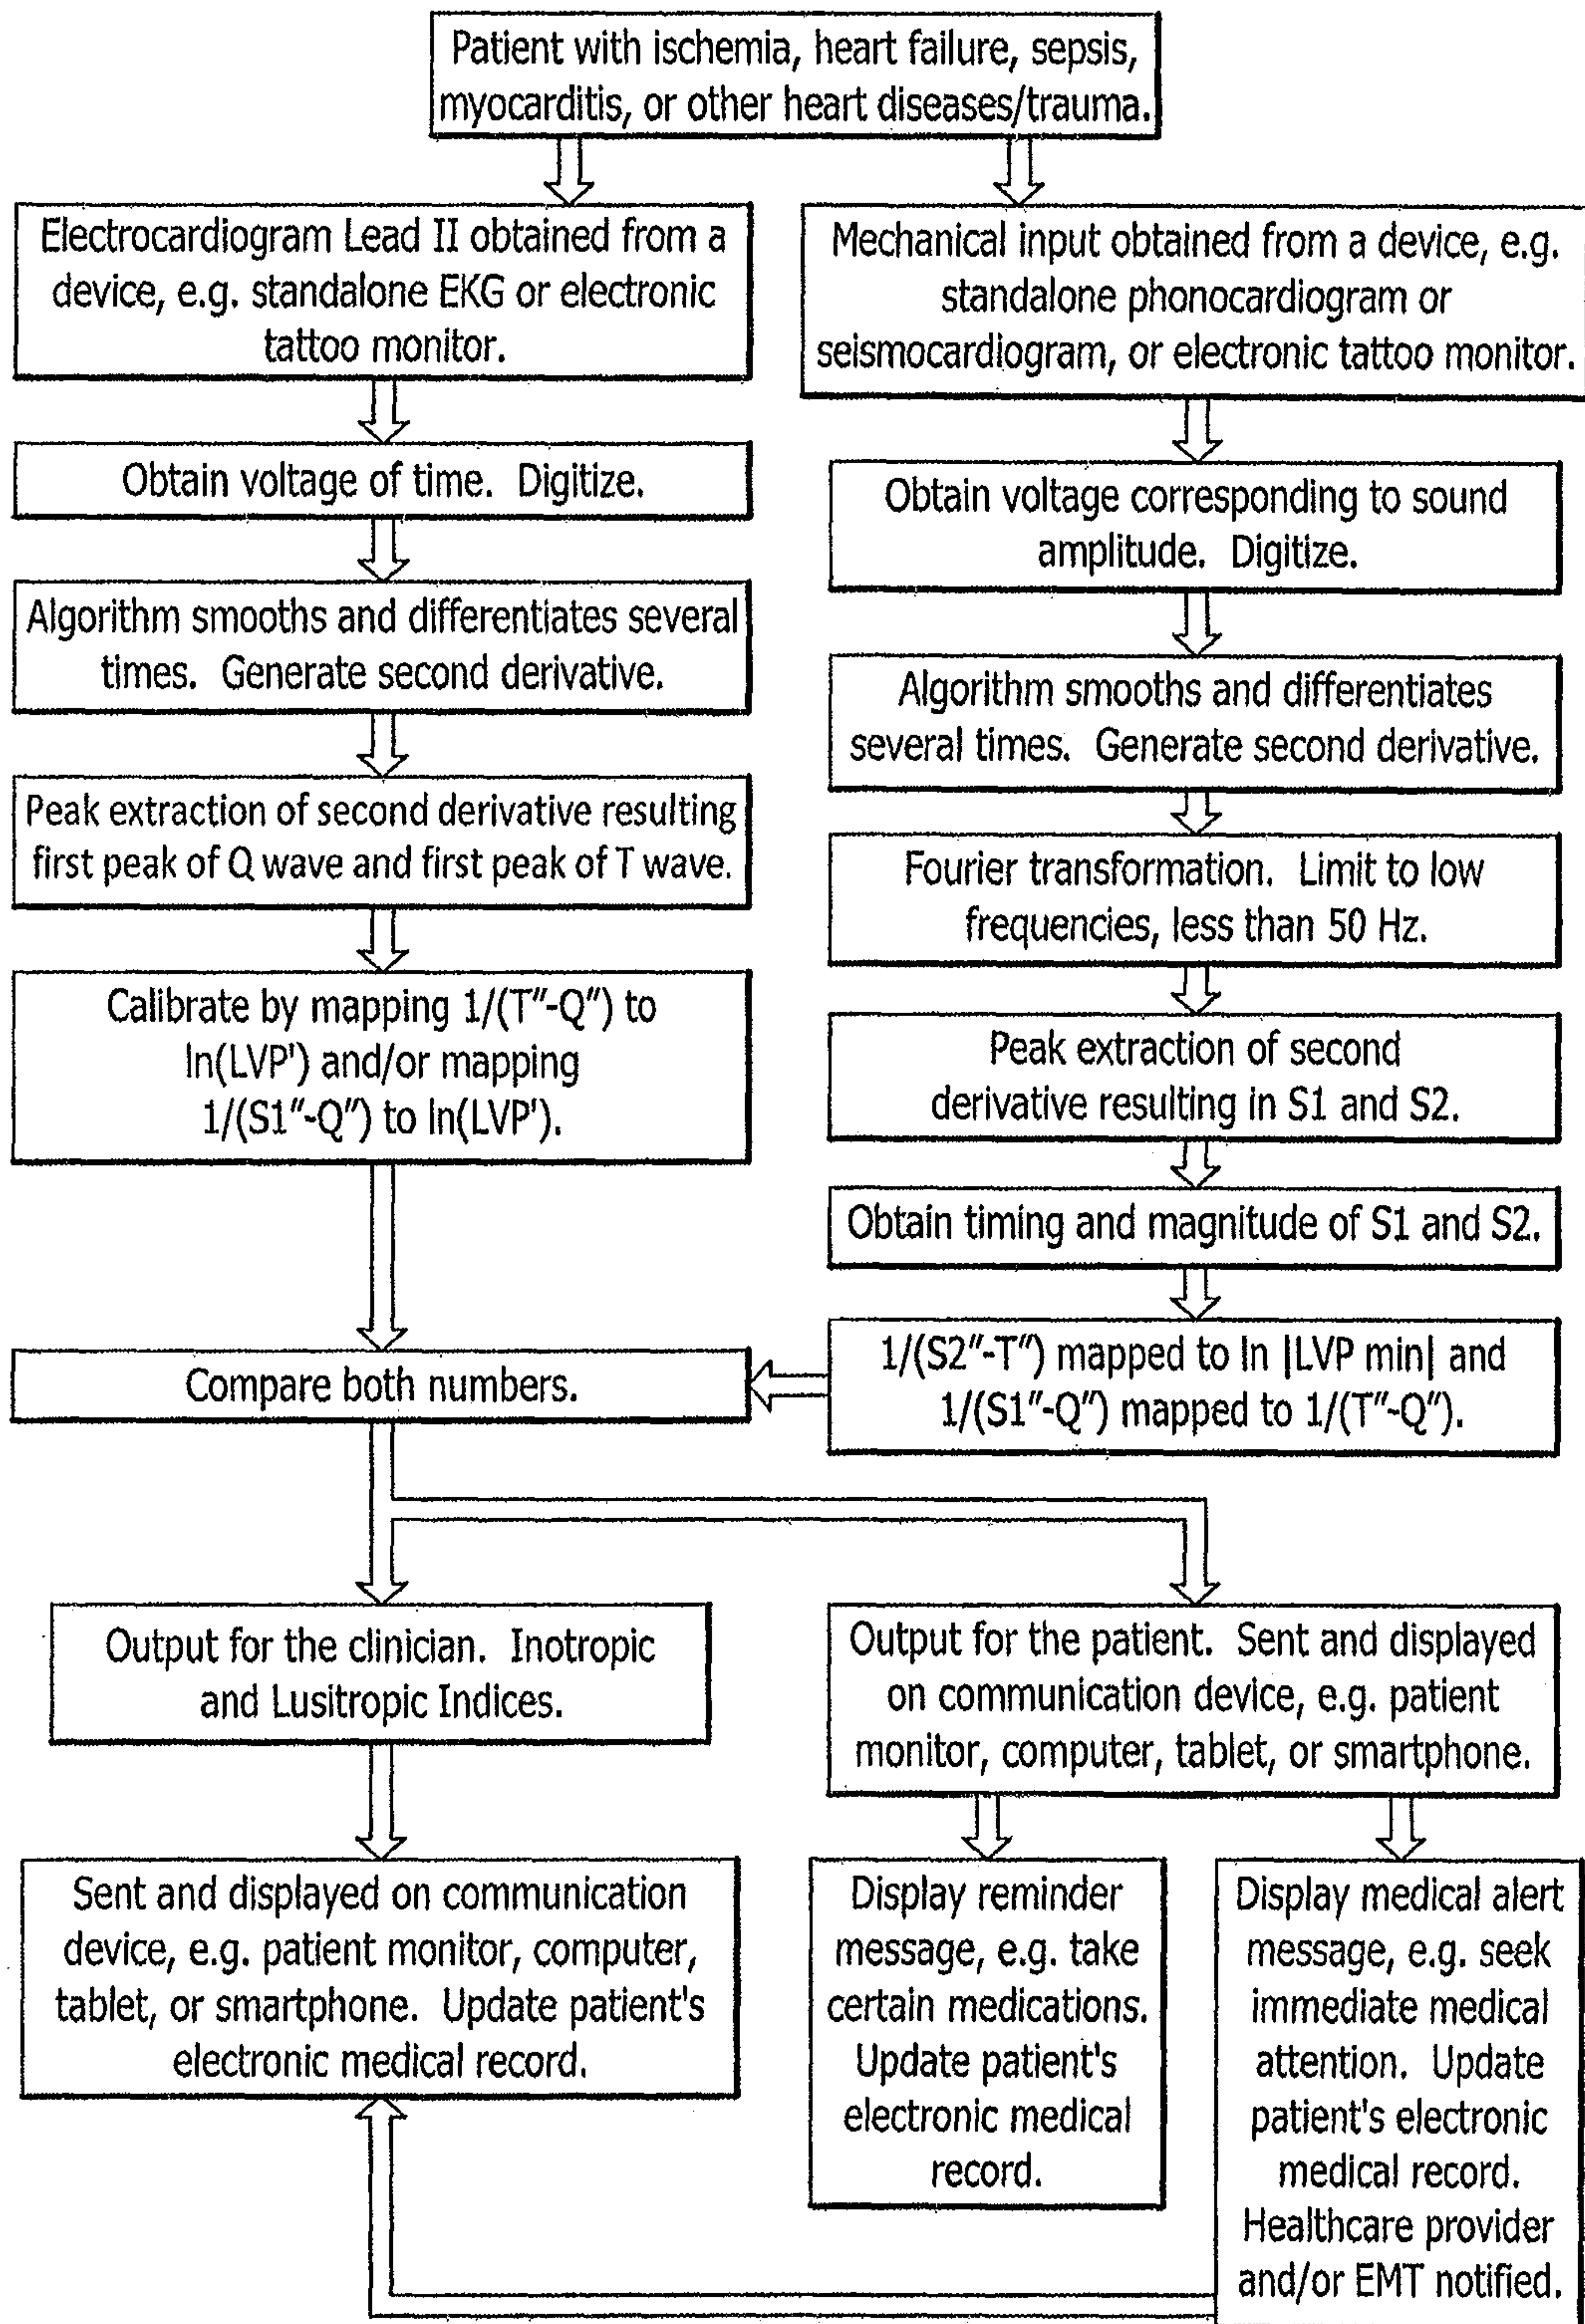 Patient with ischemia, heart failure, sepsis,
myocarditis, or other heart diseases/trauma.
Electrocardiogram Lead II obtained from a
device, e.g. standalone EKG or electronic
tattoo monitor.
Mechanical input obtained from a device, e.g.
standalone phonocardiogram or
seismocardiogram, or electronic tattoo monitor.
Obtain voltage of time. Digitize.
Obtain voltage corresponding to sound
amplitude. Digitize.
Algorithm smooths and differentiates several
times. Generate second derivative.
Algorithm smooths and differentiates
several times. Generate second derivative.
Peak extraction of second derivative resulting
first peak of Q wave and first peak of T wave.
Fourier transformation. Limit to low
frequencies, less than 50 Hz.
Calibrate by mapping 1/(T"-Q") to
ln(LVP') and/or mapping
1/(S1"-Q") to ln(LVP').
Peak extraction of second
derivative resulting in S1 and S2.
Obtain timing and magnitude of S1 and S2.
1/(S2"-T") mapped to ln |LVP min| and
1/(S1"-Q") mapped to 1/(T"-Q").
Compare both numbers.
Output for the clinician. Inotropic
and Lusitropic Indices.
Output for the patient. Sent and displayed
on communication device, e.g. patient
monitor, computer, tablet, or smartphone.
Sent and displayed on communication
device, e.g. patient monitor, computer,
tablet, or smartphone. Update patient's
electronic medical record.
Display reminder
message, e.g. take
certain medications.
Update patient's
electronic medical
record.
Display medical alert
message, e.g. seek
immediate medical
attention. Update
patient's electronic
medical record.
Healthcare provider
and/or EMT notified.